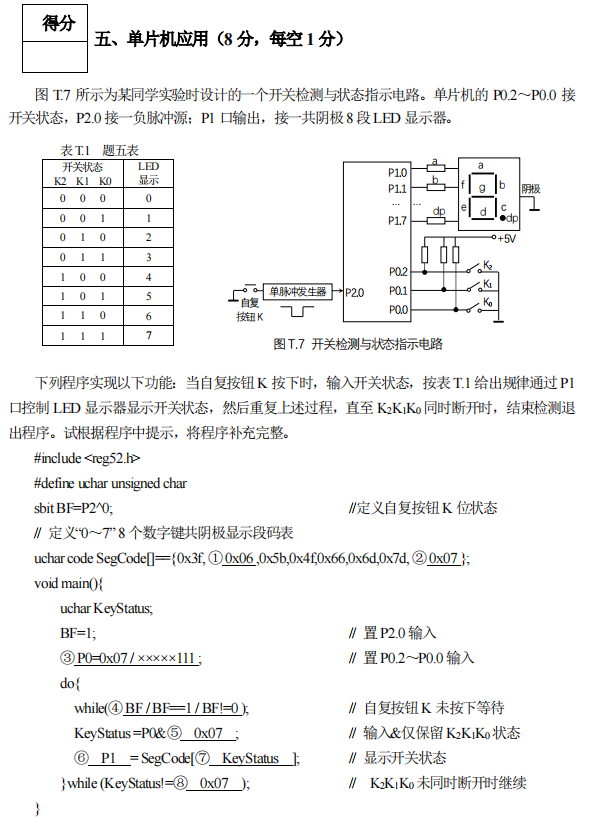 得分
五、单片机应用（8 分，每空 1 分）
图 T.7 所示为某同学实验时设计的一个开关检测与状态指示电路。单片机的 P0.2～P0.0 接
开关状态，P2.0 接一负脉冲源；P1 口输出，接一共阴极 8 段 LED 显示器。
表 T.1 题五表
开关状态 LED
K2 K1 K0 显示
0 0 0 0
0 0 1 1
0 1 0 2
0 1 1 3
1 0 0 4
1 0 1 5
1 1 0 6
1 1 1 7
P1.0 a
P1.1 b
… …
P1.7 dp
a
f g b
e d c
dp
阴极
+5V
P0.2 K₂
P0.1 K₁
P0.0 K₀
自复
按钮 K
单脉冲发生器
P2.0
图 T.7 开关检测与状态指示电路
下列程序实现以下功能：当自复按钮 K 按下时，输入开关状态，按表 T.1 给出规律通过 P1
口控制 LED 显示器显示开关状态，然后重复上述过程，直至 K₂K₁K₀ 同时断开时，结束检测退
出程序。试根据程序中提示，将程序补充完整。
#include <reg52.h>
#define uchar unsigned char
sbit BF=P2^0; //定义自复按钮 K 位状态
// 定义“0～7” 8 个数字键共阴极显示段码表
uchar code SegCode[]=={0x3f, ① 0x06 ,0x5b,0x4f,0x66,0x6d,0x7d, ② 0x07 };
void main(){
uchar KeyStatus;
BF=1; // 置 P2.0 输入
③ P0=0x07 / ×××××111 ; // 置 P0.2～P0.0 输入
do{
while(④ BF / BF==1 / BF!=0 ); // 自复按钮 K 未按下等待
KeyStatus =P0&⑤ 0x07 ; // 输入&仅保留 K₂K₁K₀ 状态
⑥ P1 = SegCode[⑦ KeyStatus ]; // 显示开关状态
}while (KeyStatus!=⑧ 0x07 ); // K₂K₁K₀ 未同时断开时继续
}